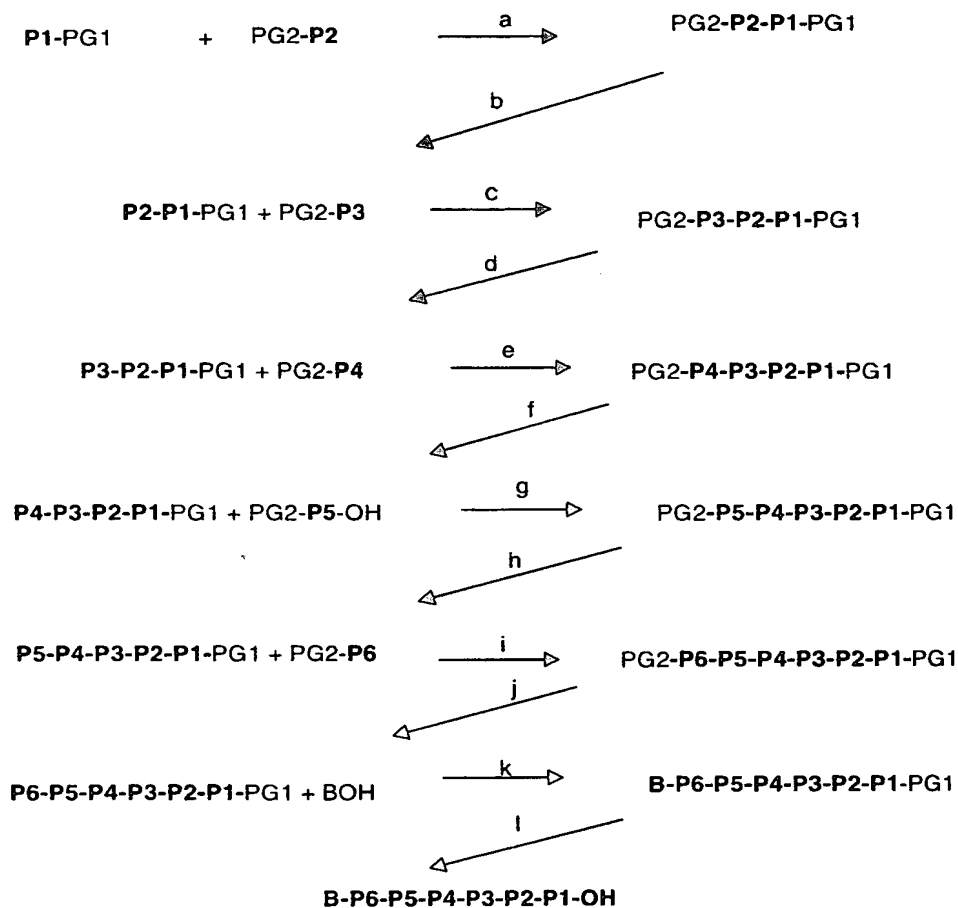 P1-PG1 + PG2-P2 a PG2-P2-P1-PG1
b
P2-P1-PG1 + PG2-P3 c PG2-P3-P2-P1-PG1
d
P3-P2-P1-PG1 + PG2-P4 e PG2-P4-P3-P2-P1-PG1
f
P4-P3-P2-P1-PG1 + PG2-P5-OH g PG2-P5-P4-P3-P2-P1-PG1
h
P5-P4-P3-P2-P1-PG1 + PG2-P6 i PG2-P6-P5-P4-P3-P2-P1-PG1
j
P6-P5-P4-P3-P2-P1-PG1 + BOH k B-P6-P5-P4-P3-P2-P1-PG1
l
B-P6-P5-P4-P3-P2-P1-OH